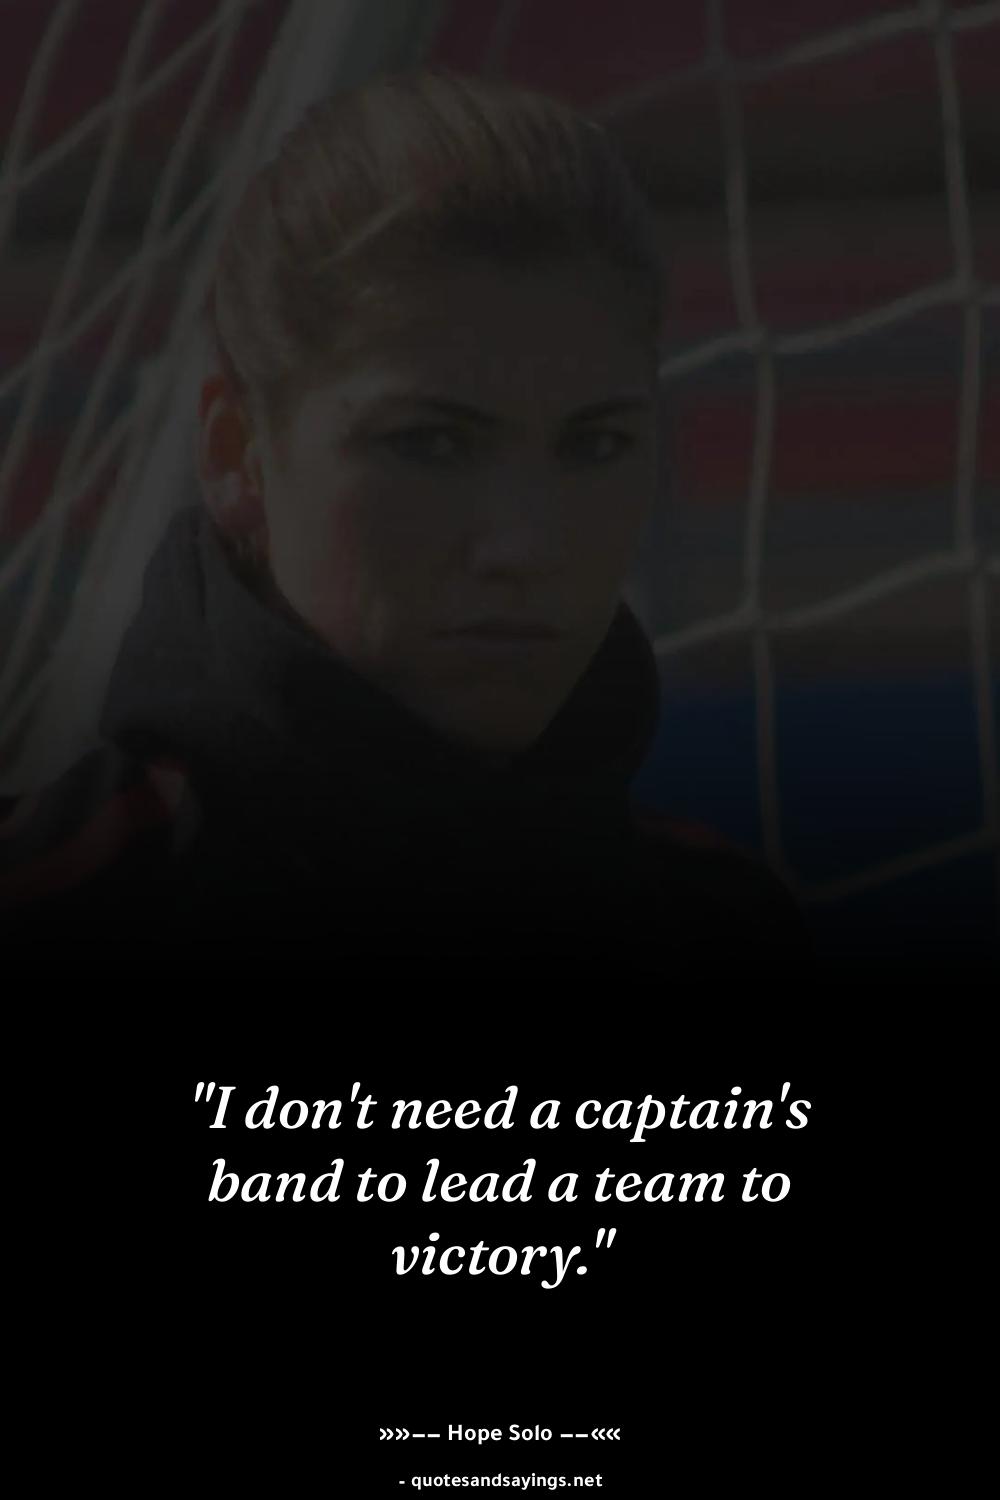 "I don't need a captain's
band to lead a team to
victory."
»»–– Hope Solo ––««
- quotesandsayings.net